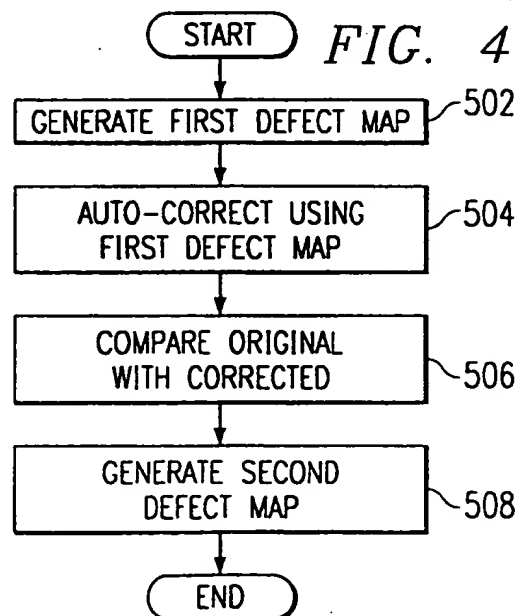 START
FIG. 4
GENERATE FIRST DEFECT MAP
502
AUTO-CORRECT USING
FIRST DEFECT MAP
504
COMPARE ORIGINAL
WITH CORRECTED
506
GENERATE SECOND
DEFECT MAP
508
END